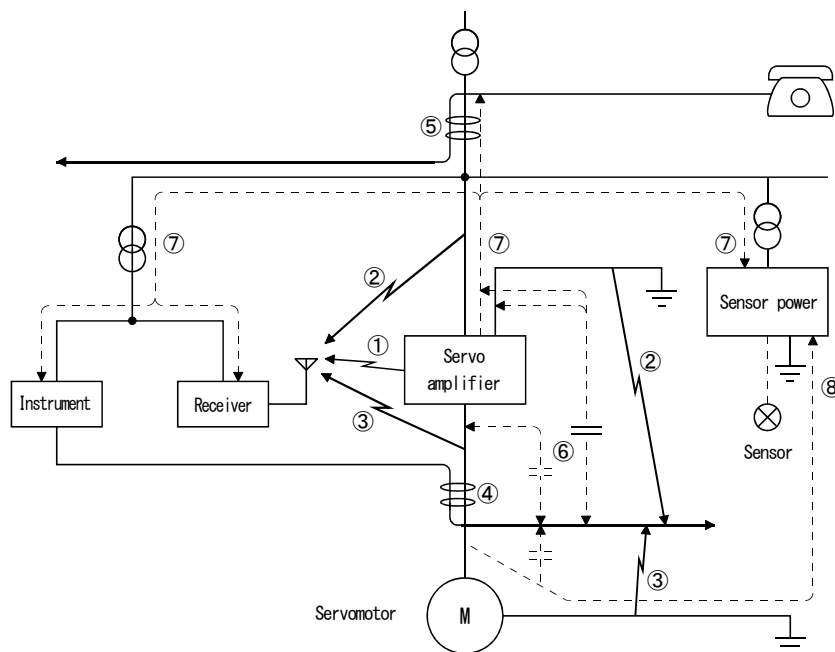 ⑤
⑦
⑦
⑦
②
①
Servo
amplifier
Sensor power
②
Instrument
Receiver
③
⑧
⑥
Sensor
④
③
Servomotor
M